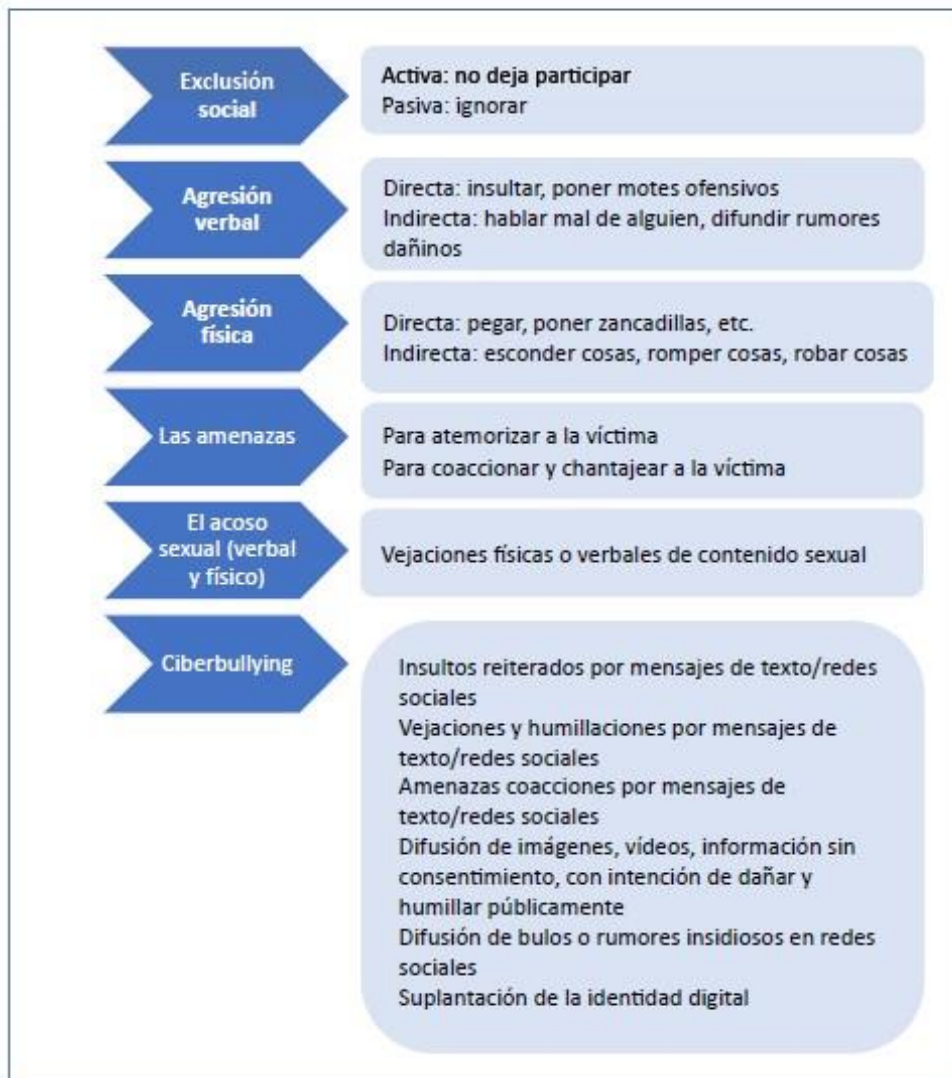 Exclusión
social
Activa: no deja participar
Pasiva: ignorar
Agresión
verbal
Directa: insultar, poner motes ofensivos
Indirecta: hablar mal de alguien, difundir rumores
dañinos
Agresión
física
Directa: pegar, poner zancadillas, etc.
Indirecta: esconder cosas, romper cosas, robar cosas
Las amenazas
Para atemorizar a la víctima
Para coaccionar y chantajear a la víctima
El acoso
sexual (verbal
y físico)
Vejaciones físicas o verbales de contenido sexual
Ciberbullying
Insultos reiterados por mensajes de texto/redes
sociales
Vejaciones y humillaciones por mensajes de
texto/redes sociales
Amenazas coacciones por mensajes de
texto/redes sociales
Difusión de imágenes, vídeos, información sin
consentimiento, con intención de dañar y
humillar públicamente
Difusión de bulos o rumores insidiosos en redes
sociales
Suplantación de la identidad digital